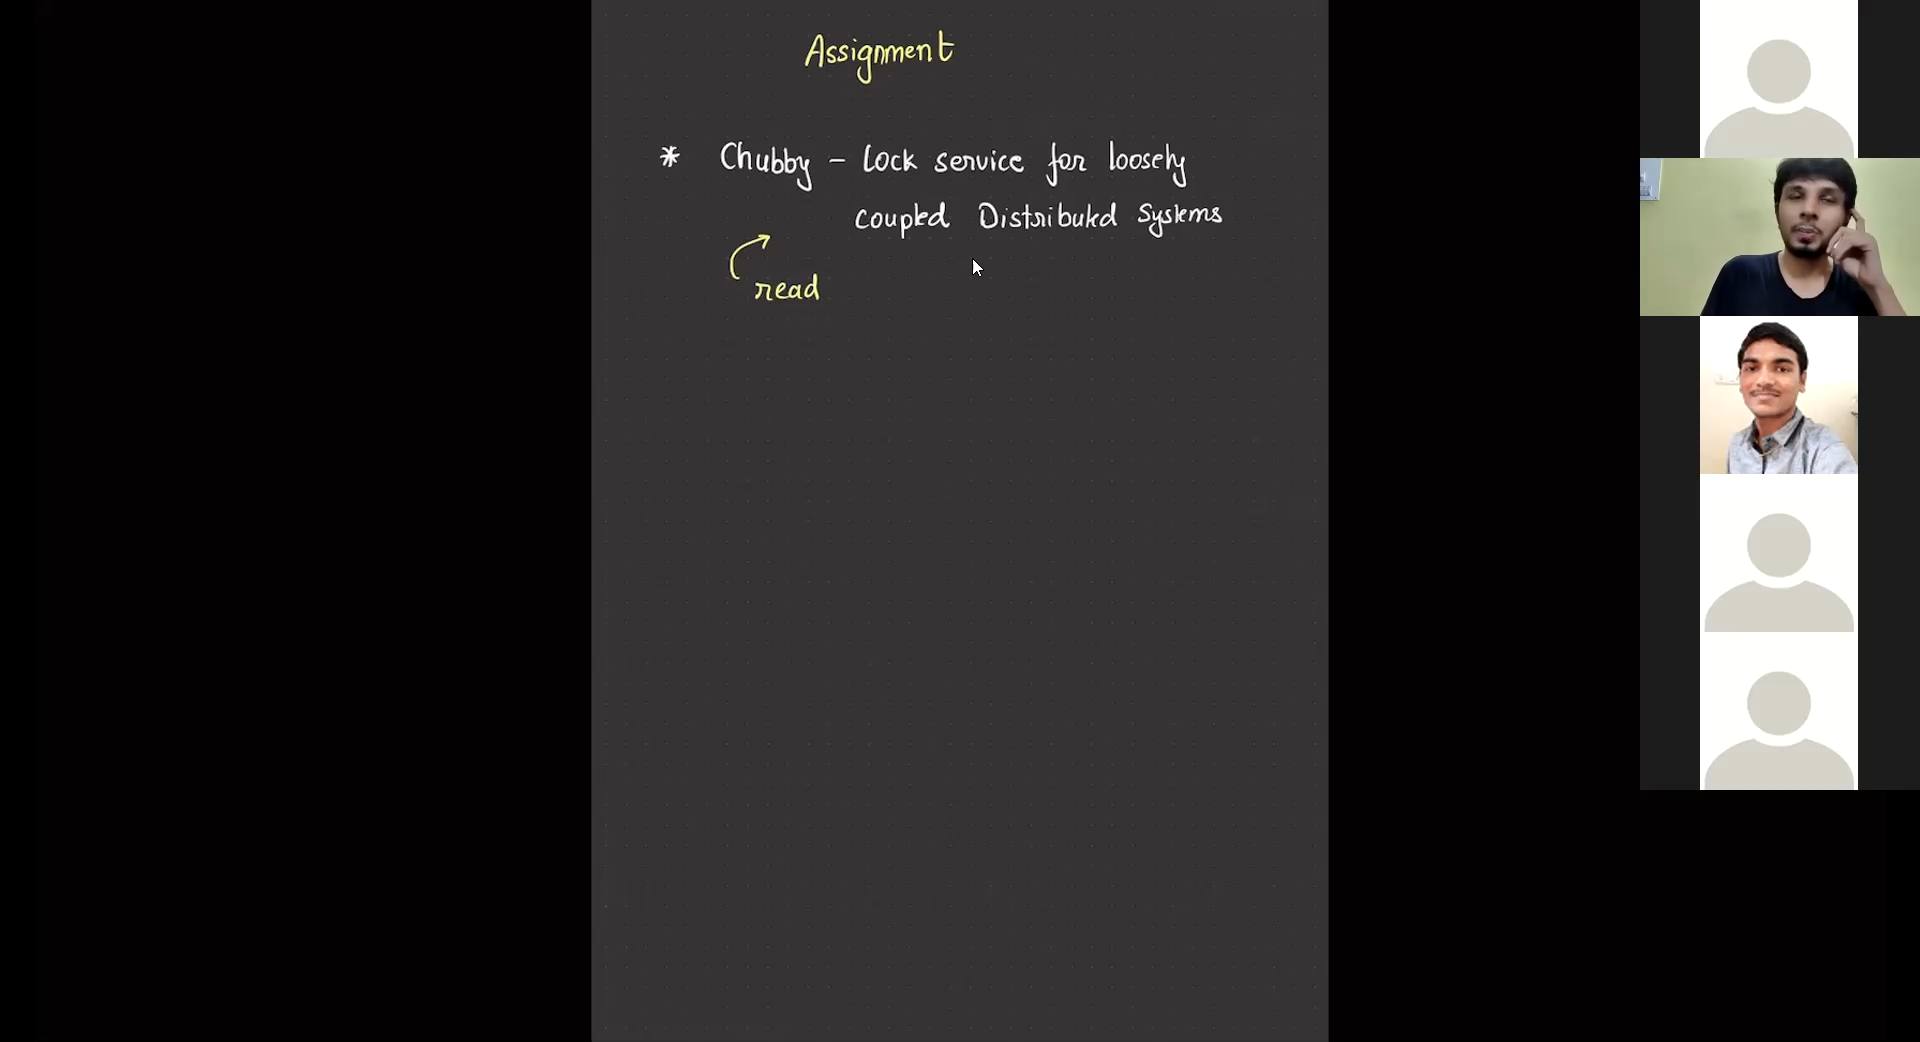 Assignment
* Chubby - Lock service for loosely
coupled Distributed Systems
read